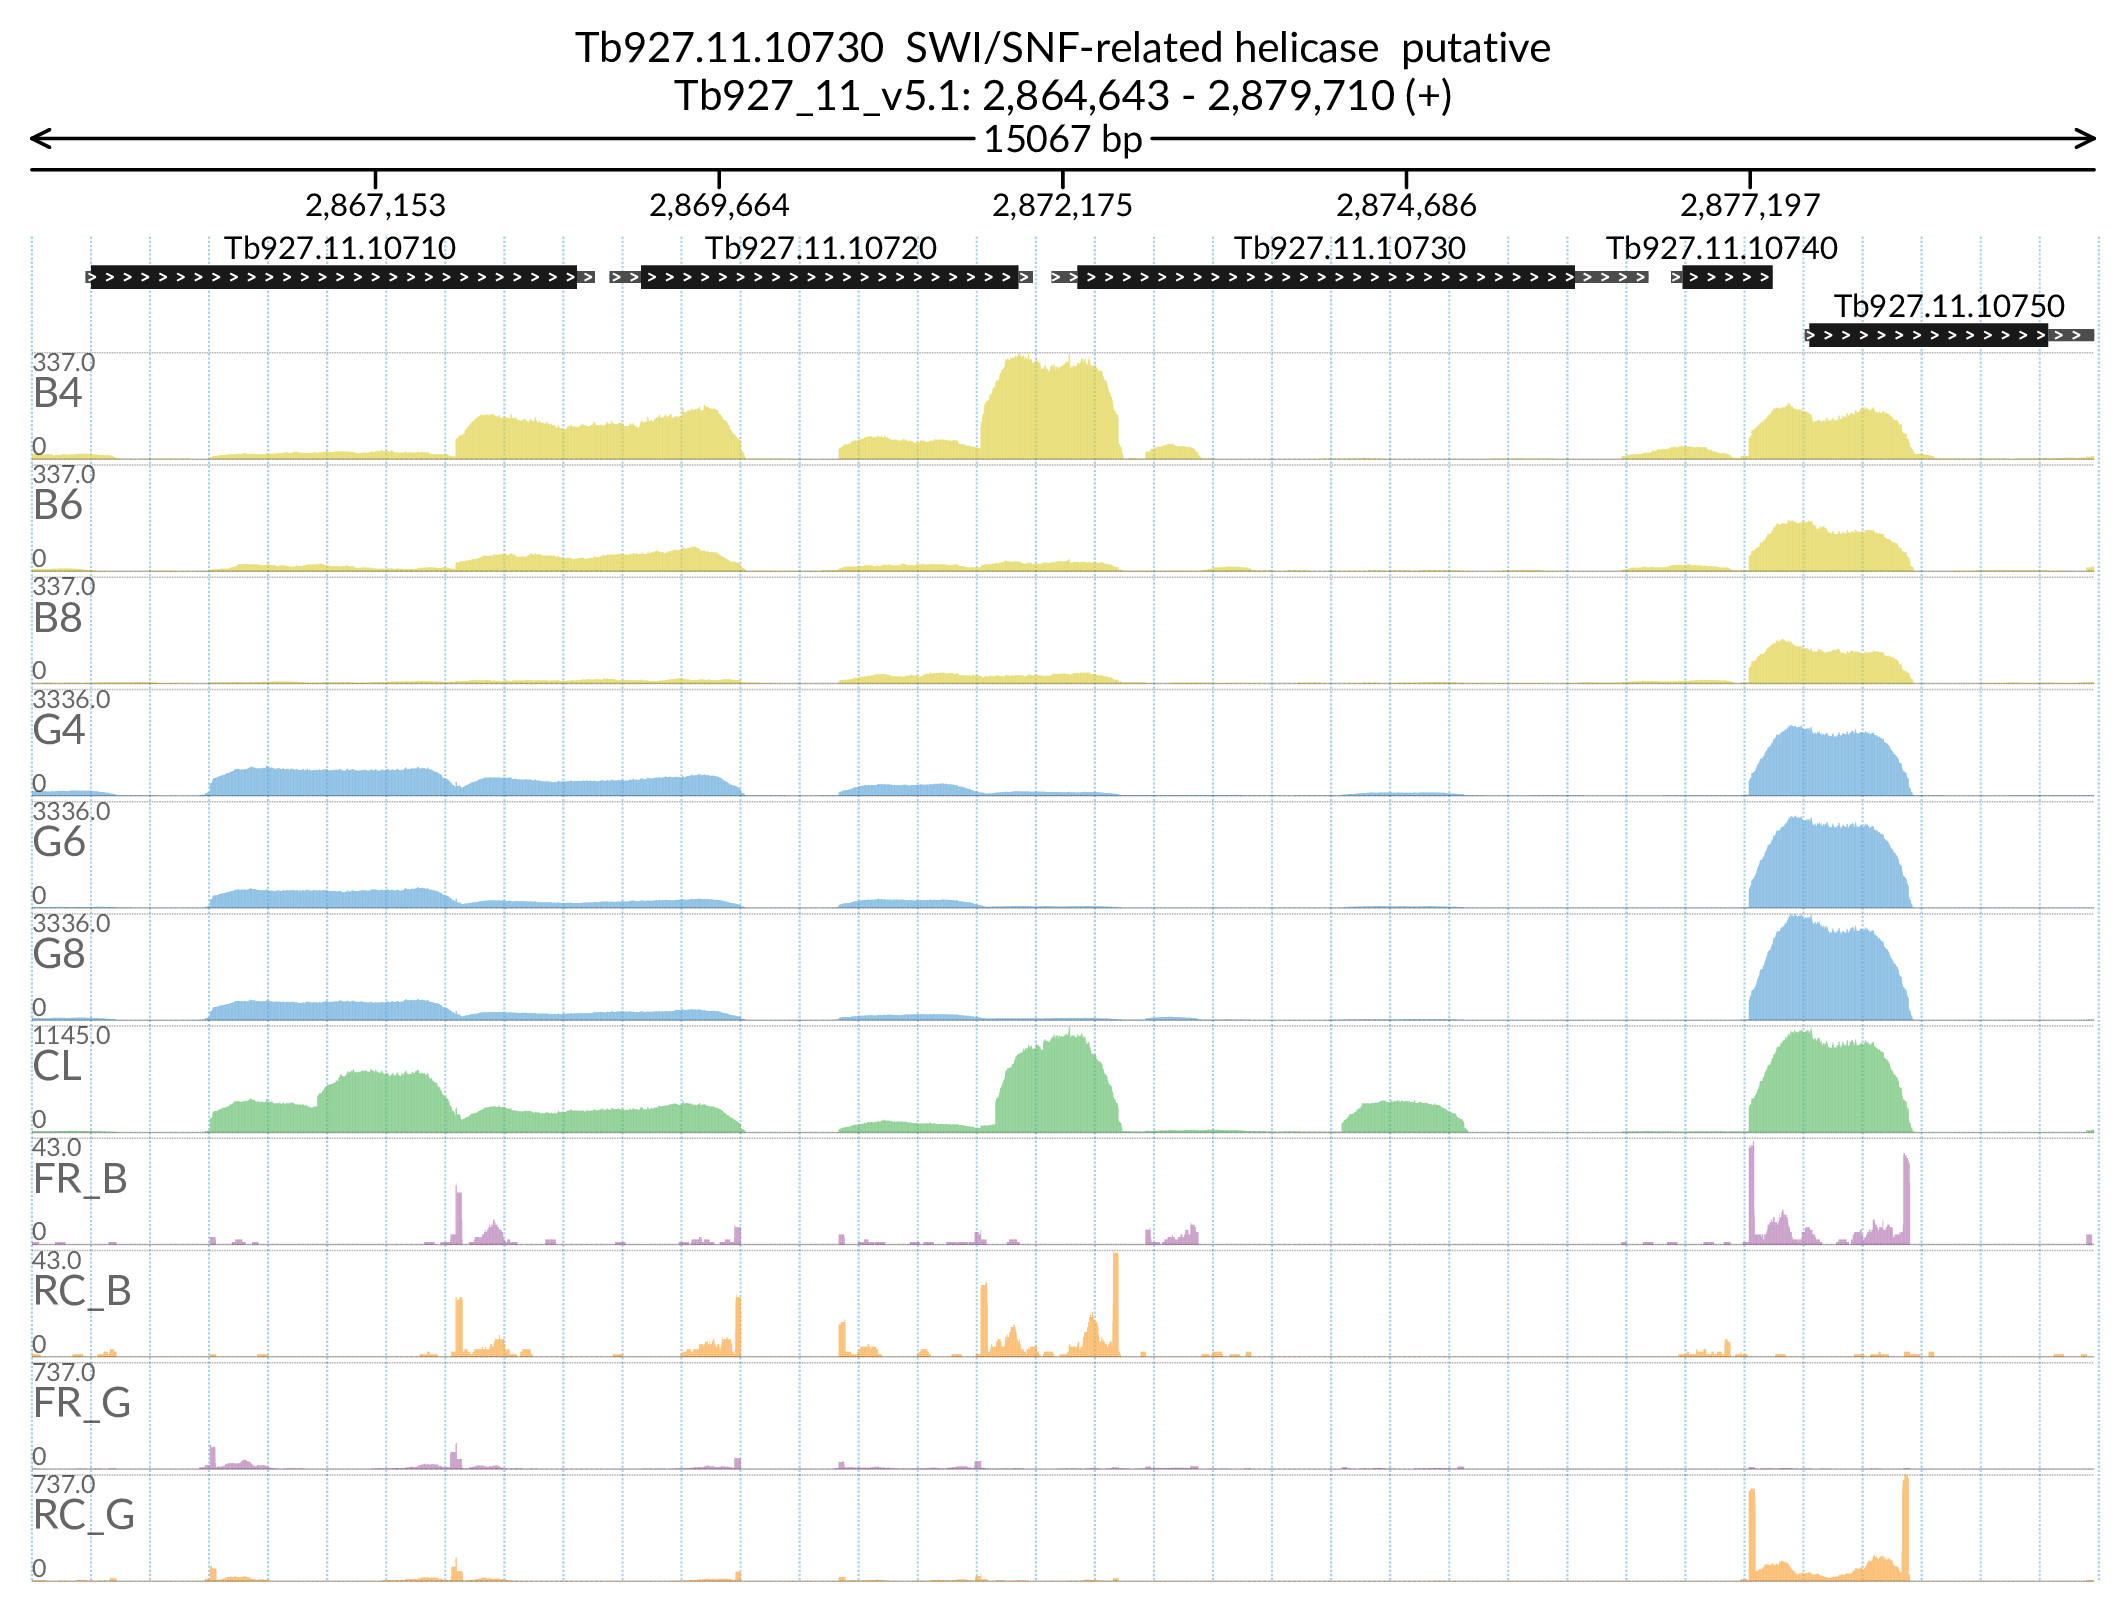 Tb927.11.10730 SWI/SNF-related helicase putative
Tb927_11_v5.1: 2,864,643 - 2,879,710 (+)
15067 bp
2,867,153 2,869,664 2,872,175 2,874,686 2,877,197
Tb927.11.10710 Tb927.11.10720 Tb927.11.10730 Tb927.11.10740
Tb927.11.10750
337.0
B4
0
337.0
B6
0
337.0
B8
0
3336.0
G4
0
3336.0
G6
0
3336.0
G8
0
1145.0
CL
0
43.0
FR_B
0
43.0
RC_B
0
737.0
FR_G
0
737.0
RC_G
0